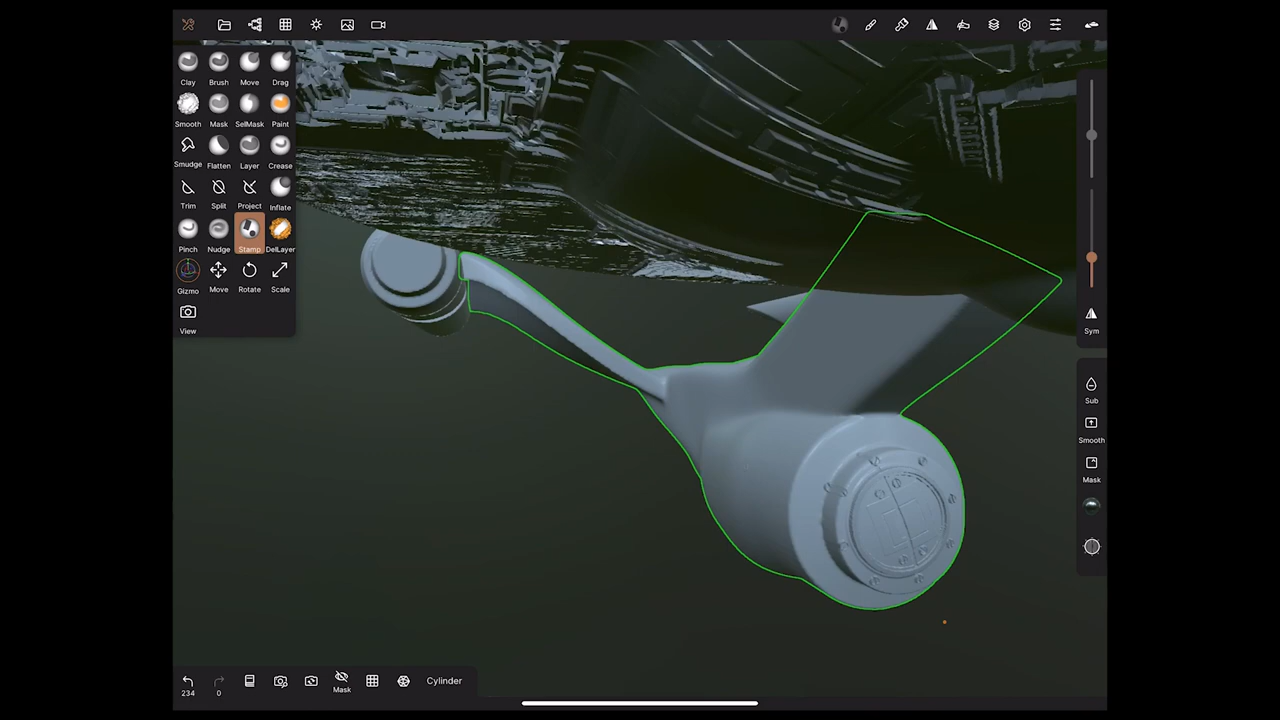 Clay Brush Move Drag
Smooth Mask SelMask Paint
Smudge Flatten Layer Crease
Trim Split Project Inflate
Pinch Nudge Stamp DelLayer
Gizmo Move Rotate Scale
View
Sym
Sub
Smooth
Mask
234 0 Mask Cylinder